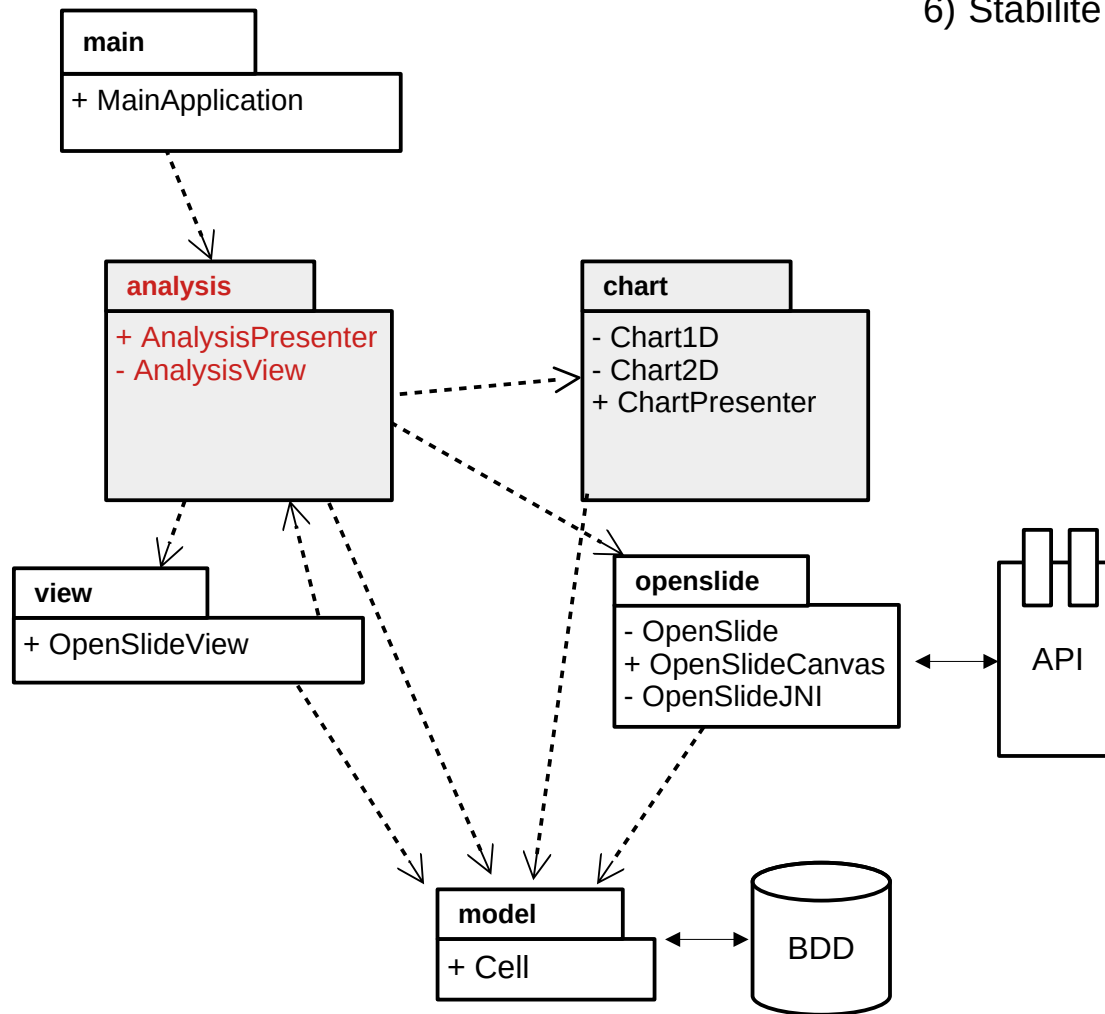 6) Stabilite
main
+ MainApplication
analysis
+ AnalysisPresenter
- AnalysisView
chart
- Chart1D
- Chart2D
+ ChartPresenter
view
+ OpenSlideView
openslide
- OpenSlide
+ OpenSlideCanvas
- OpenSlideJNI
API
model
+ Cell
BDD